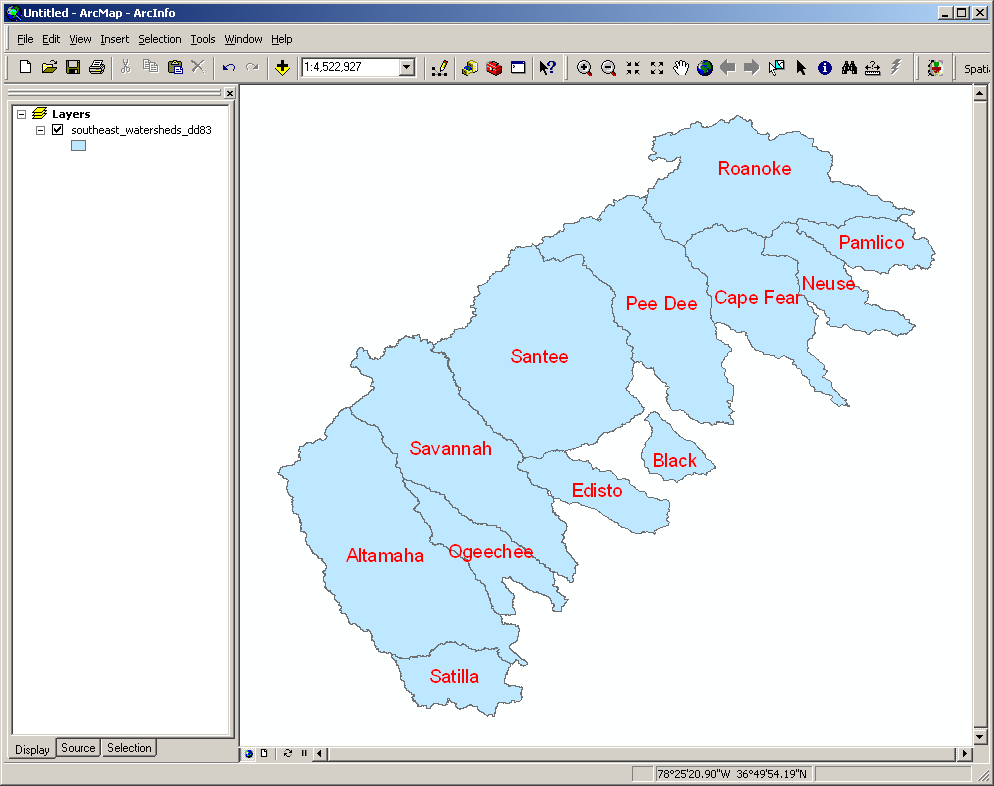 Untitled - ArcMap - ArcInfo
File Edit View Insert Selection Tools Window Help
1:4,522,927
Spati
Layers
southeast_watersheds_dd83
Roanoke
Pamlico
Neuse
Cape Fear
Pee Dee
Santee
Savannah
Black
Edisto
Ogeechee
Altamaha
Satilla
Display Source Selection
78°25'20.90"W 36°49'54.19"N